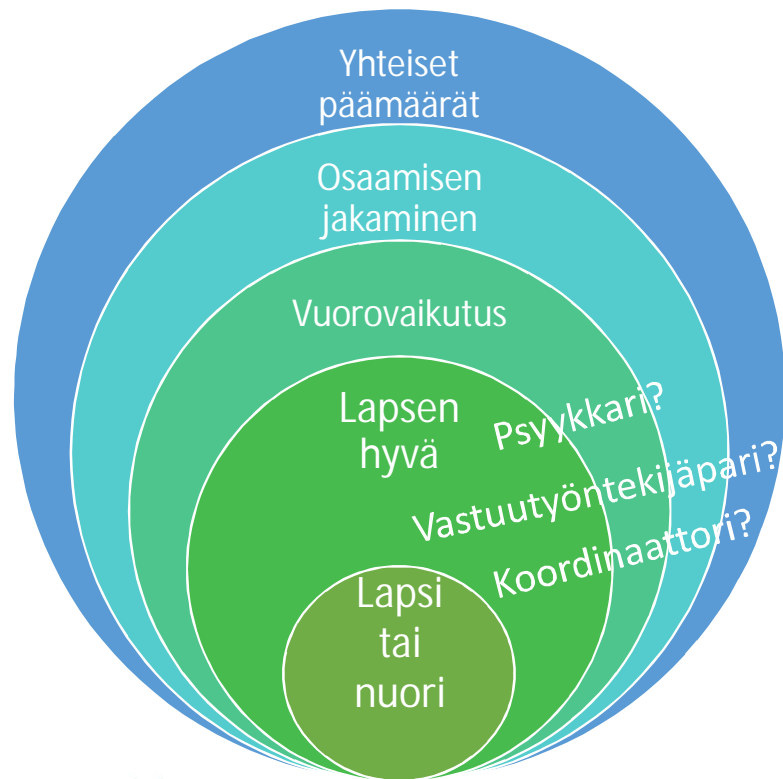 Yhteiset
päämäärät
Osaamisen
jakaminen
Vuorovaikutus
Lapsen
hyvä
Psyykkari?
Vastuutyöntekijäpari?
Koordinaattori?
Lapsi
tai
nuori